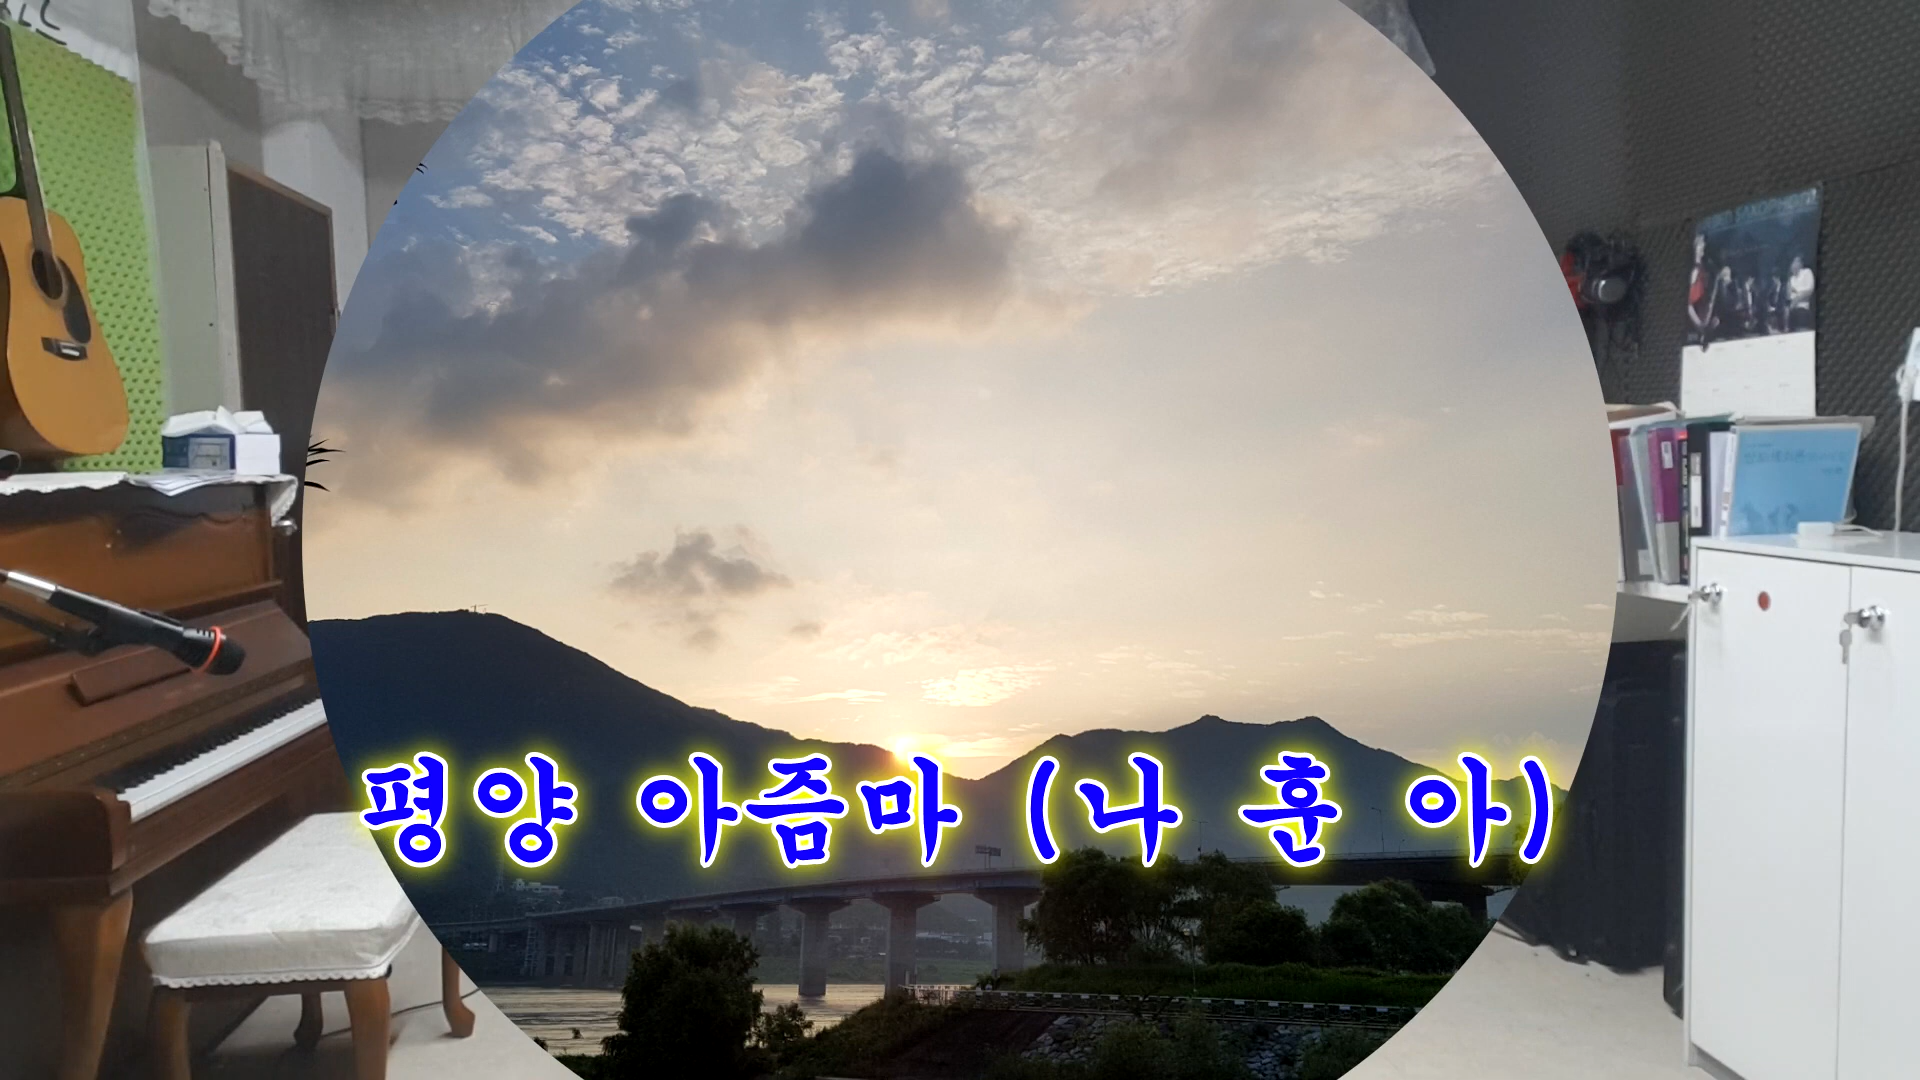 평양 아즘마 (나 훈 아)